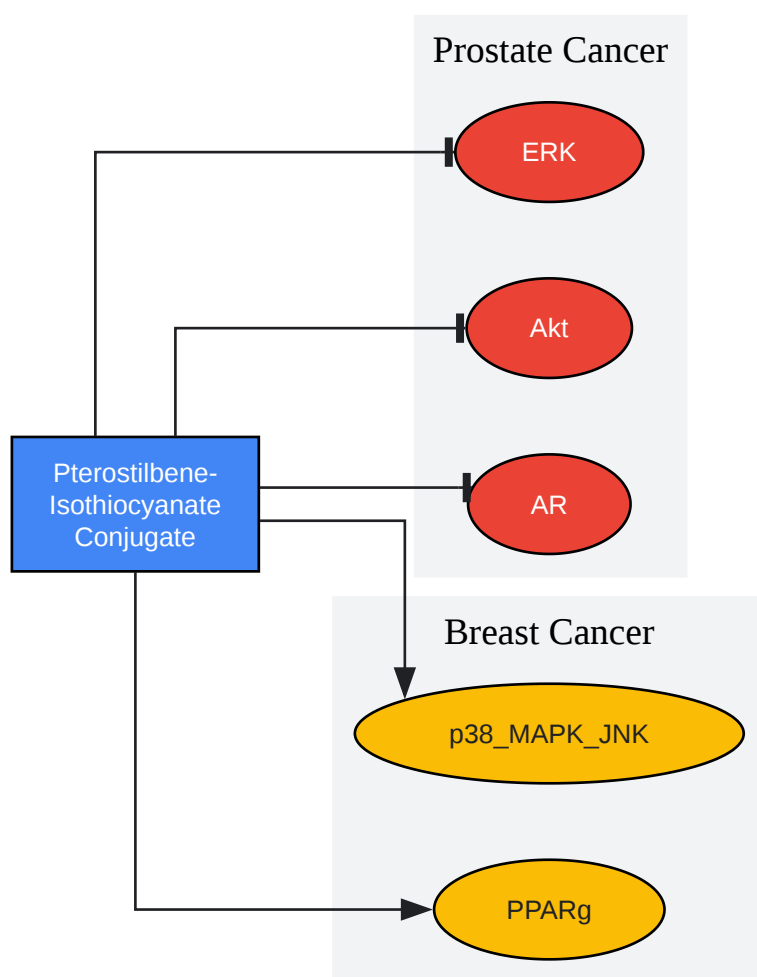 Prostate Cancer
ERK
Akt
Pterostilbene-
Isothiocyanate
Conjugate
AR
Breast Cancer
p38_MAPK_JNK
PPARg